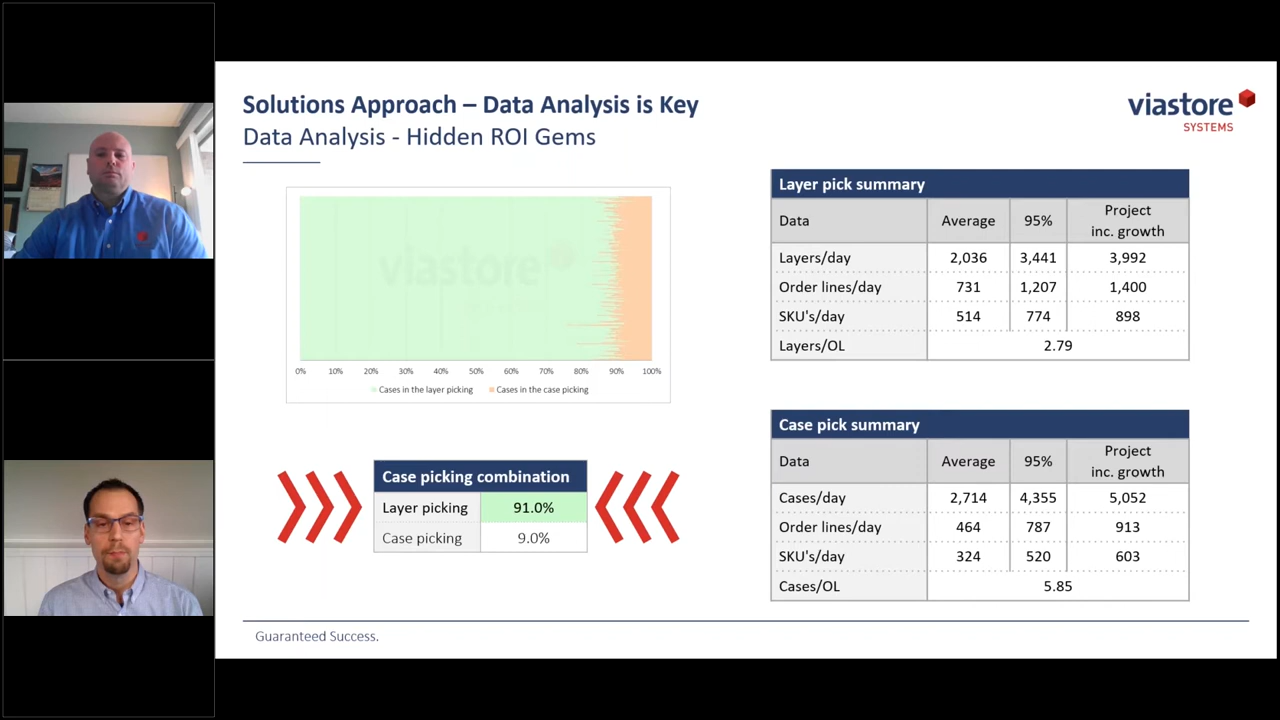 Solutions Approach – Data Analysis is Key
Data Analysis - Hidden ROI Gems
viastore
SYSTEMS
viastore
0% 10% 20% 30% 40% 50% 60% 70% 80% 90% 100%
Cases in the layer picking Cases in the case picking
Case picking combination
Layer picking 91.0%
Case picking 9.0%
Layer pick summary
Data Average 95% Project
inc. growth
Layers/day 2,036 3,441 3,992
Order lines/day 731 1,207 1,400
SKU's/day 514 774 898
Layers/OL 2.79
Case pick summary
Data Average 95% Project
inc. growth
Cases/day 2,714 4,355 5,052
Order lines/day 464 787 913
SKU's/day 324 520 603
Cases/OL 5.85
Guaranteed Success.